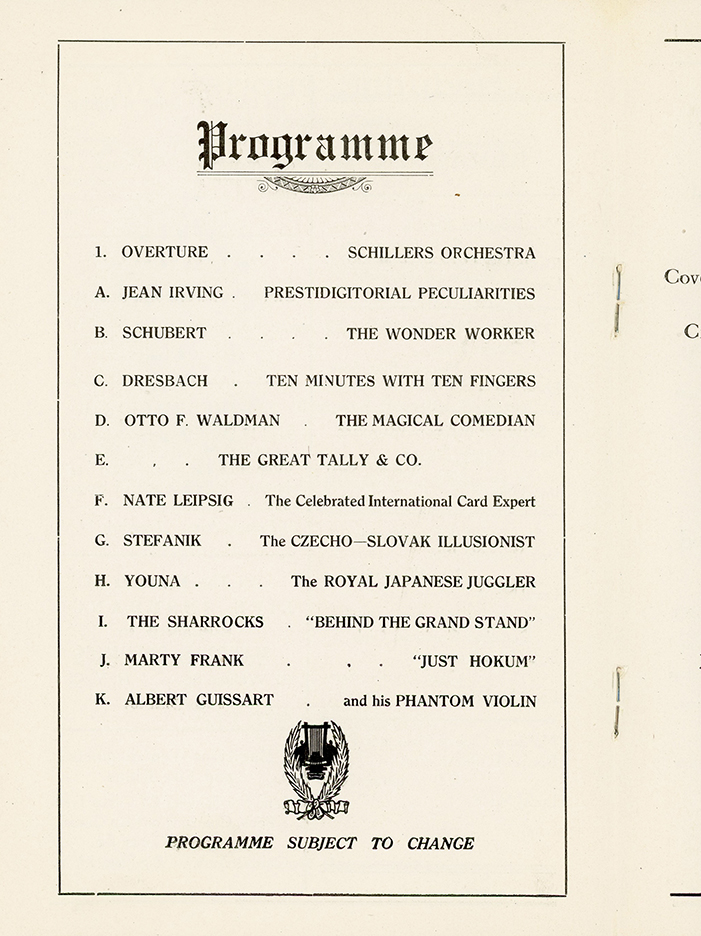 Programme
1. OVERTURE . . . . SCHILLERS ORCHESTRA
A. JEAN IRVING . PRESTIDIGITORIAL PECULIARITIES
B. SCHUBERT . . . . THE WONDER WORKER
C. DRESBACH . TEN MINUTES WITH TEN FINGERS
D. OTTO F. WALDMAN . THE MAGICAL COMEDIAN
E. . . THE GREAT TALLY & CO.
F. NATE LEIPSIG . The Celebrated International Card Expert
G. STEFANIK . The CZECHO—SLOVAK ILLUSIONIST
H. YOUNA . . . The ROYAL JAPANESE JUGGLER
I. THE SHARROCKS . "BEHIND THE GRAND STAND"
J. MARTY FRANK . . . "JUST HOKUM"
K. ALBERT GUISSART . and his PHANTOM VIOLIN
PROGRAMME SUBJECT TO CHANGE